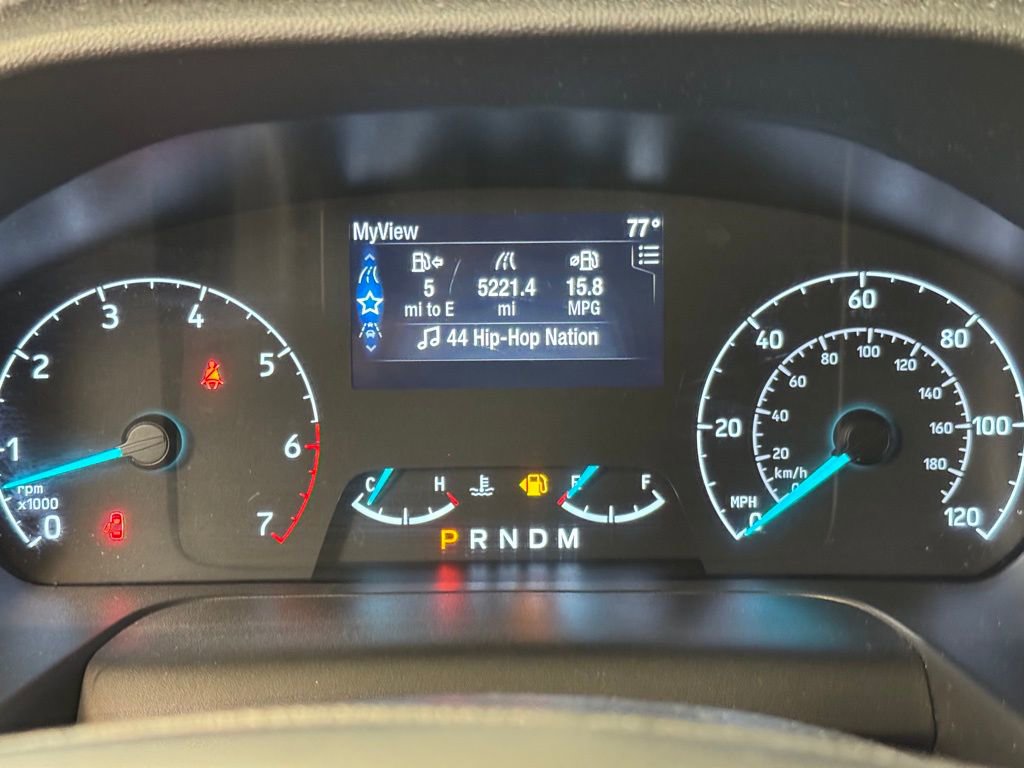 MyView 77°
5 5221.4 15.8
mi to E mi MPG
44 Hip-Hop Nation
0 1 2 3 4 5 6 7
rpm
x1000
C H
E F
P R N D M
0 20 40 60 80 100 120
MPH
0 20 40 60 80 100 120 140 160 180
km/h